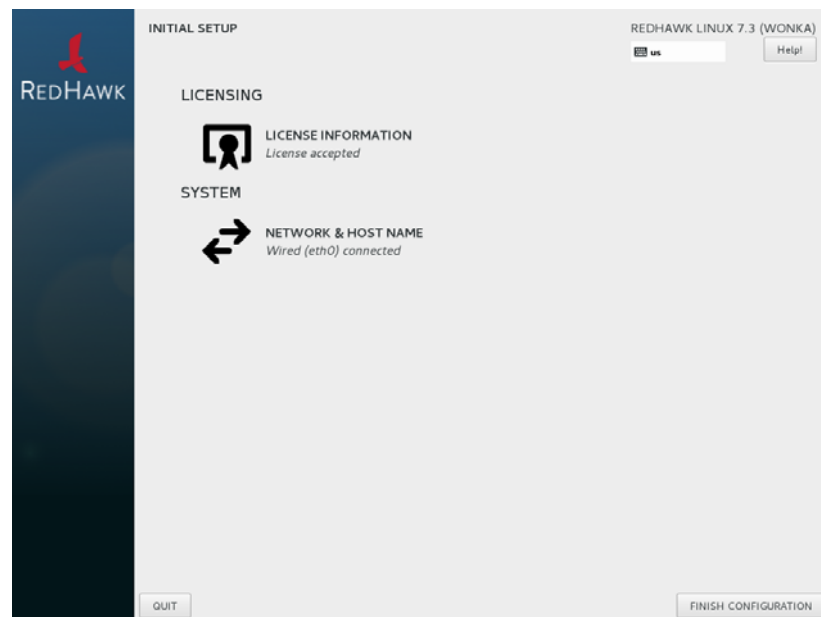 INITIAL SETUP
REDHAWK LINUX 7.3 (WONKA)
us
Help!
REDHAWK
LICENSING
LICENSE INFORMATION
License accepted
SYSTEM
NETWORK & HOST NAME
Wired (eth0) connected
QUIT
FINISH CONFIGURATION